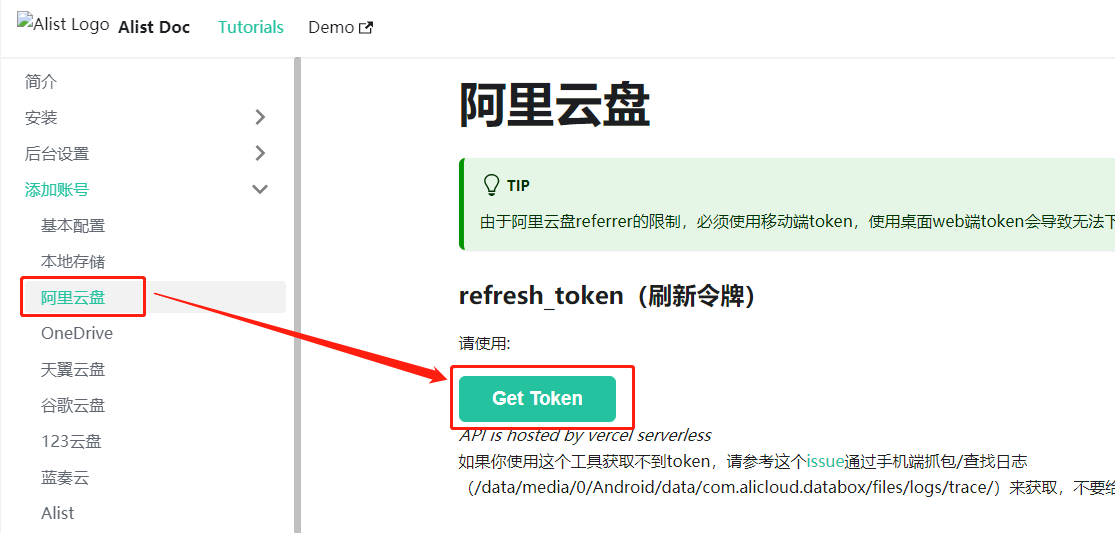 Alist Logo Alist Doc Tutorials Demo
简介
安装
后台设置
添加账号
基本配置
本地存储
阿里云盘
OneDrive
天翼云盘
谷歌云盘
123云盘
蓝奏云
Alist
阿里云盘
TIP
由于阿里云盘referrer的限制，必须使用移动端token，使用桌面web端token会导致无法下
refresh_token（刷新令牌）
请使用:
Get Token
API is hosted by vercel serverless
如果你使用这个工具获取不到token，请参考这个issue通过手机端抓包/查找日志
（/data/media/0/Android/data/com.alicloud.databox/files/logs/trace/）来获取，不要给